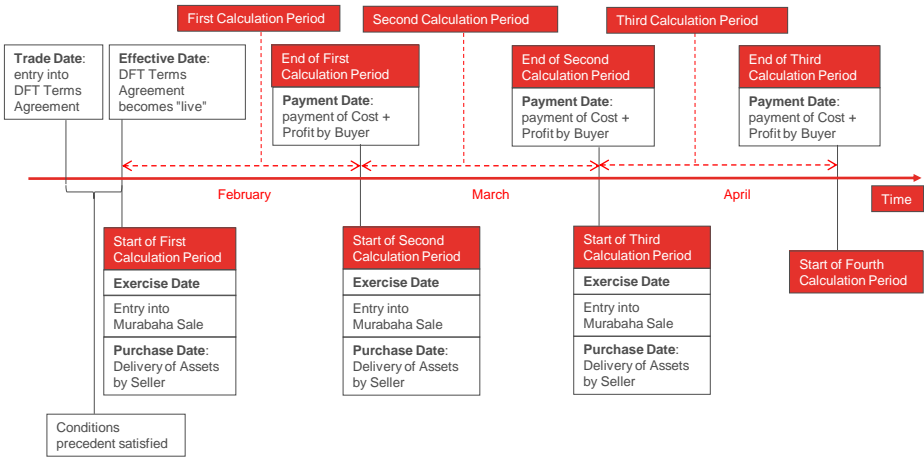 First Calculation Period
Second Calculation Period
Third Calculation Period
Trade Date:
entry into
DFT Terms
Agreement
Effective Date:
DFT Terms
Agreement
becomes "live"
End of First
Calculation Period
Payment Date:
payment of Cost +
Profit by Buyer
End of Second
Calculation Period
Payment Date:
payment of Cost +
Profit by Buyer
End of Third
Calculation Period
Payment Date:
payment of Cost +
Profit by Buyer
February
March
April
Time
Start of First
Calculation Period
Exercise Date
Entry into
Murabaha Sale
Purchase Date:
Delivery of Assets
by Seller
Start of Second
Calculation Period
Exercise Date
Entry into
Murabaha Sale
Purchase Date:
Delivery of Assets
by Seller
Start of Third
Calculation Period
Exercise Date
Entry into
Murabaha Sale
Purchase Date:
Delivery of Assets
by Seller
Start of Fourth
Calculation Period
Conditions
precedent satisfied